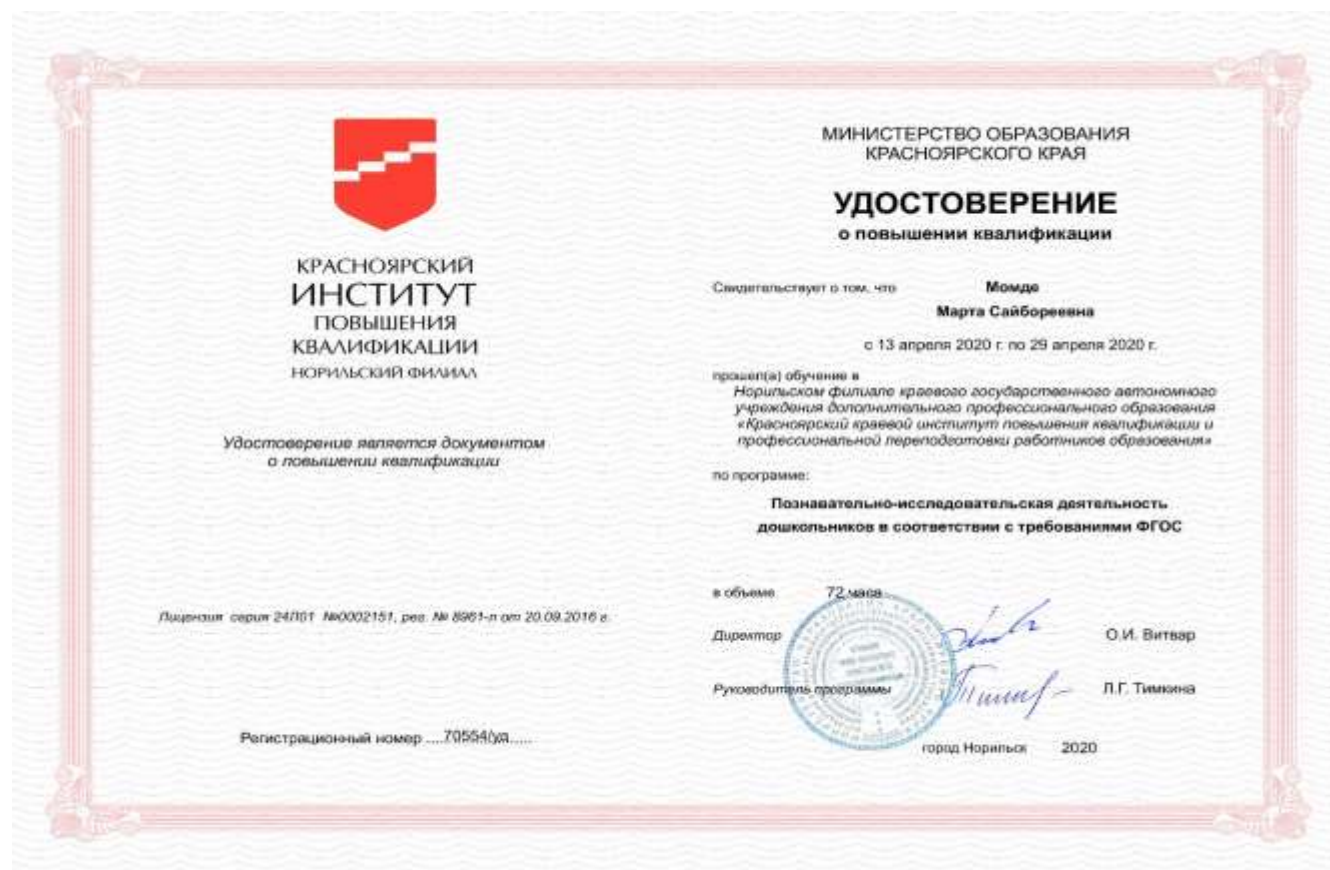 КРАСНОЯРСКИЙ
ИНСТИТУТ
ПОВЫШЕНИЯ
КВАЛИФИКАЦИИ
НОРИЛЬСКИЙ ФИЛИАЛ
Удостоверение является документом
о повышении квалификации
Лицензия серия 24Л01 №0002151, рег. № 8981-л от 20.09.2016 г.
Регистрационный номер ....70554/уд.....
МИНИСТЕРСТВО ОБРАЗОВАНИЯ
КРАСНОЯРСКОГО КРАЯ
УДОСТОВЕРЕНИЕ
о повышении квалификации
Свидетельствует о том, что Момде
Марта Сайбореевна
с 13 апреля 2020 г. по 29 апреля 2020 г.
прошел(а) обучение в
Норильском филиале краевого государственного автономного
учреждения дополнительного профессионального образования
«Красноярский краевой институт повышения квалификации и
профессиональной переподготовки работников образования»
по программе:
Познавательно-исследовательская деятельность
дошкольников в соответствии с требованиями ФГОС
в объеме 72 часа
Директор О.И. Витвар
Руководитель программы Л.Г. Тимкина
город Норильск 2020